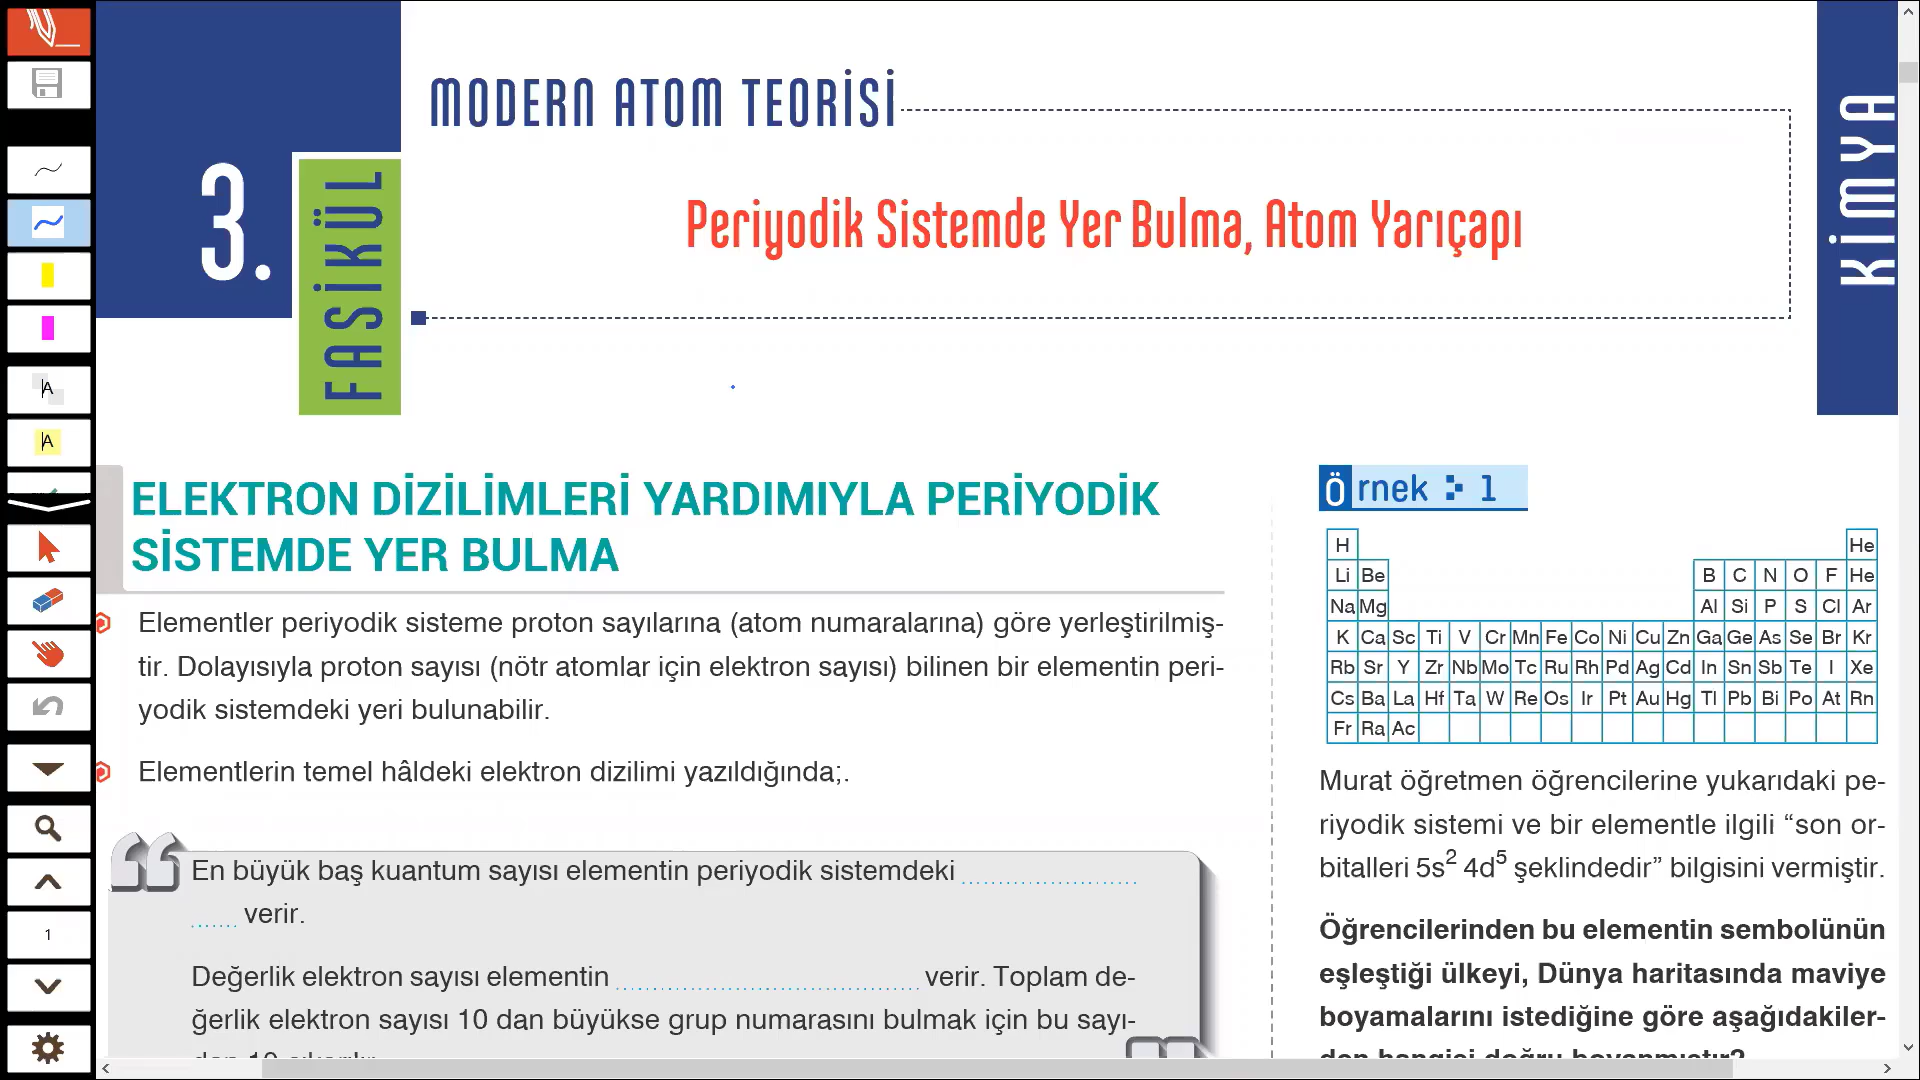 MODERN ATOM TEORİSİ
3.
FASİKÜL
Periyodik Sistemde Yer Bulma, Atom Yarıçapı
KİMYA
ELEKTRON DİZİLİMLERİ YARDIMIYLA PERİYODİK
SİSTEMDE YER BULMA
Elementler periyodik sisteme proton sayılarına (atom numaralarına) göre yerleştirilmiş-
tir. Dolayısıyla proton sayısı (nötr atomlar için elektron sayısı) bilinen bir elementin peri-
yodik sistemdeki yeri bulunabilir.
Elementlerin temel hâldeki elektron dizilimi yazıldığında;.
En büyük baş kuantum sayısı elementin periyodik sistemdeki ....................
...... verir.
Değerlik elektron sayısı elementin .................................. verir. Toplam de-
ğerlik elektron sayısı 10 dan büyükse grup numarasını bulmak için bu sayı-
dan 10 çıkarılır.
Örnek 1
H He
Li Be B C N O F He
Na Mg Al Si P S Cl Ar
K Ca Sc Ti V Cr Mn Fe Co Ni Cu Zn Ga Ge As Se Br Kr
Rb Sr Y Zr Nb Mo Tc Ru Rh Pd Ag Cd In Sn Sb Te I Xe
Cs Ba La Hf Ta W Re Os Ir Pt Au Hg Tl Pb Bi Po At Rn
Fr Ra Ac
Murat öğretmen öğrencilerine yukarıdaki pe-
riyodik sistemi ve bir elementle ilgili “son or-
bitalleri 5s² 4d⁵ şeklindedir” bilgisini vermiştir.
Öğrencilerinden bu elementin sembolünün
eşleştiği ülkeyi, Dünya haritasında maviye
boyamalarını istediğine göre aşağıdakiler-
den hangisi doğru boyanmıştır?
A
A
1